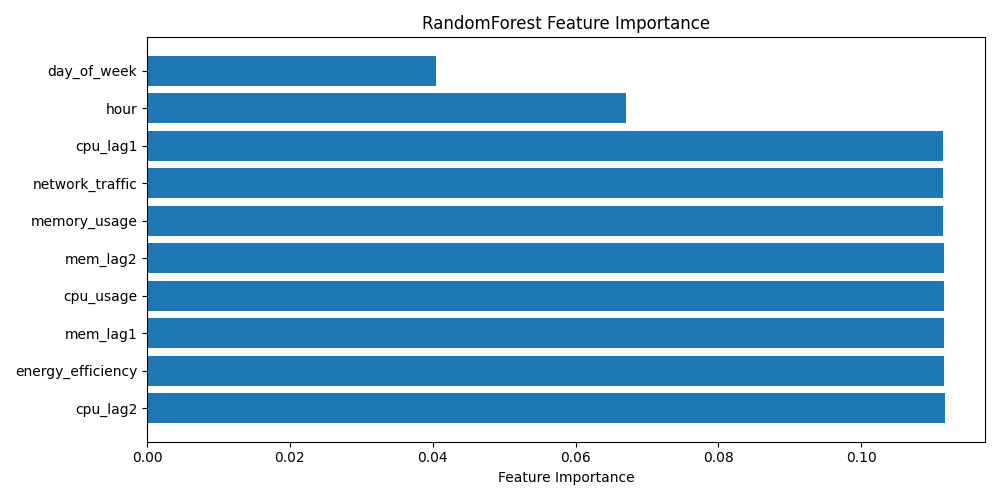 RandomForest Feature Importance
day_of_week
hour
cpu_lag1
network_traffic
memory_usage
mem_lag2
cpu_usage
mem_lag1
energy_efficiency
cpu_lag2
0.00 0.02 0.04 0.06 0.08 0.10
Feature Importance